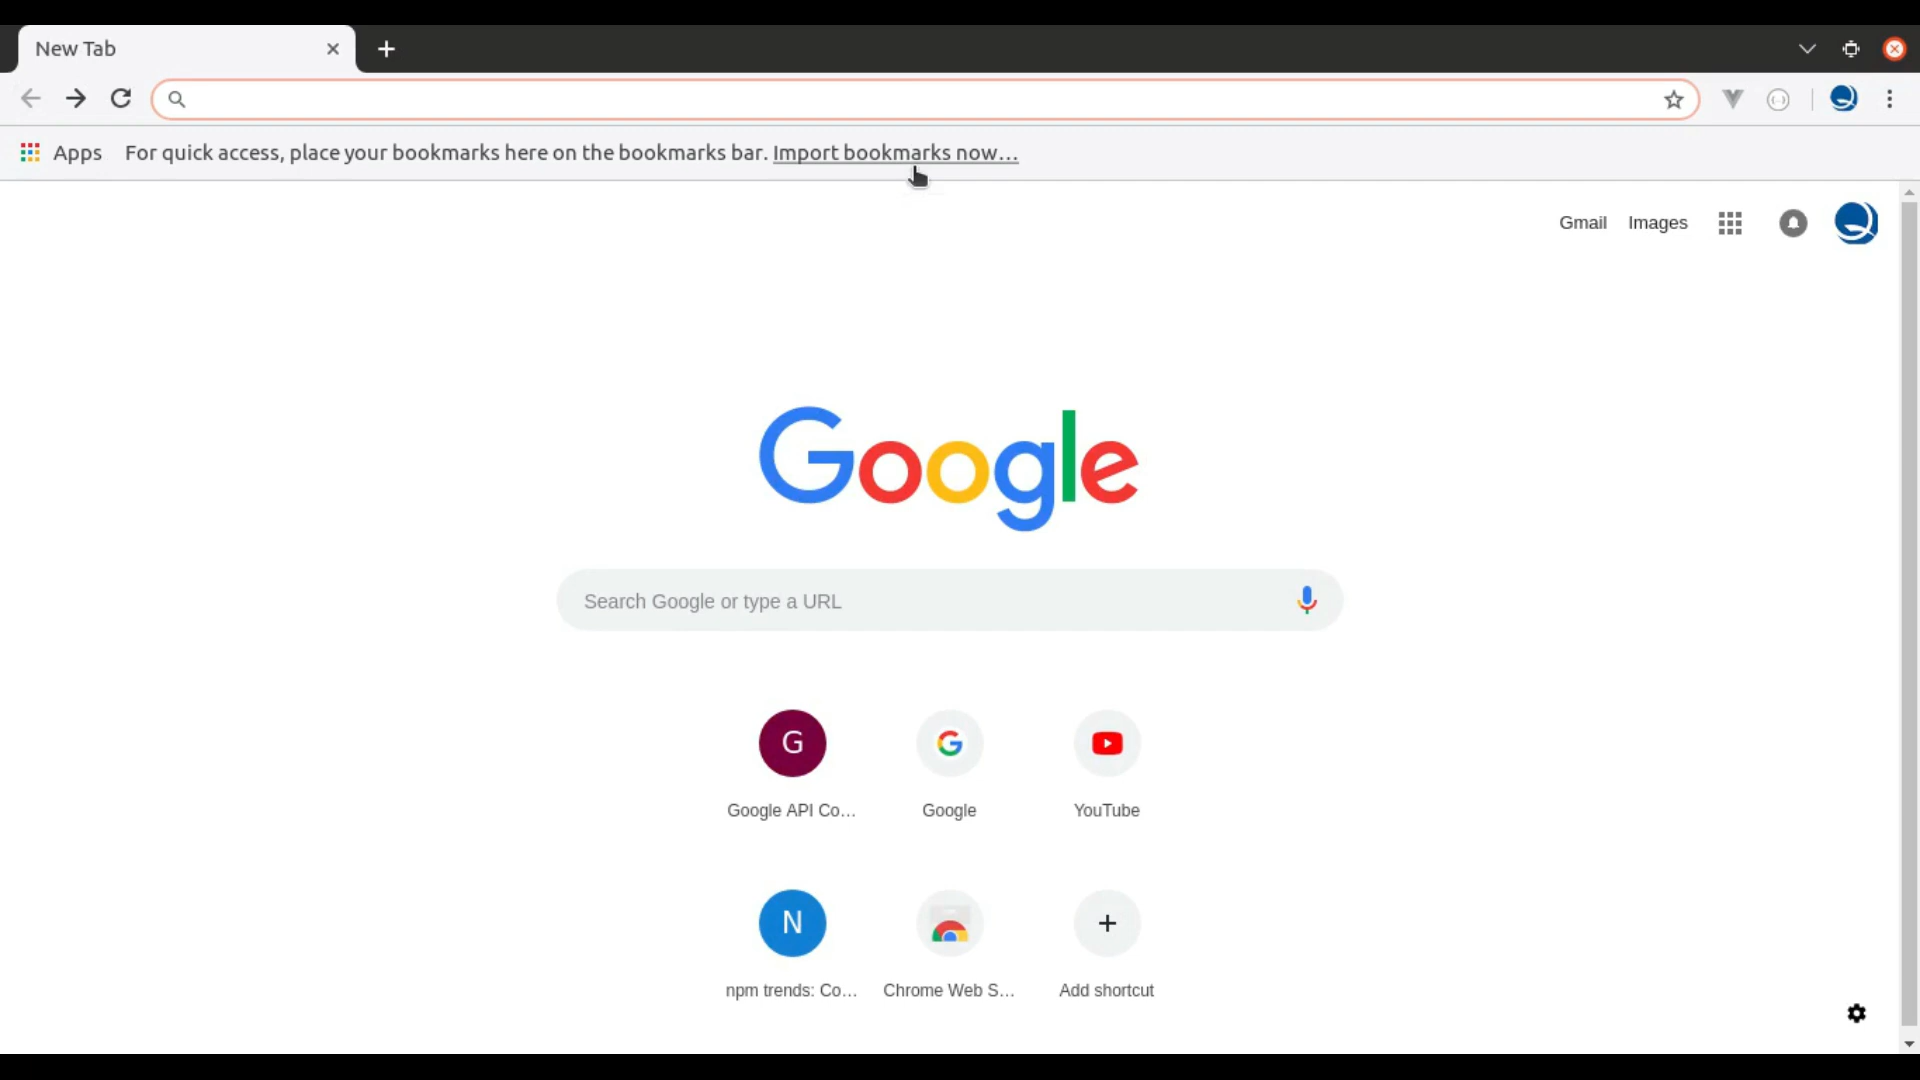 New Tab
Apps For quick access, place your bookmarks here on the bookmarks bar. Import bookmarks now...
Gmail Images
Google
Search Google or type a URL
G
Google API Co...
Google
YouTube
N
npm trends: Co...
Chrome Web S...
Add shortcut